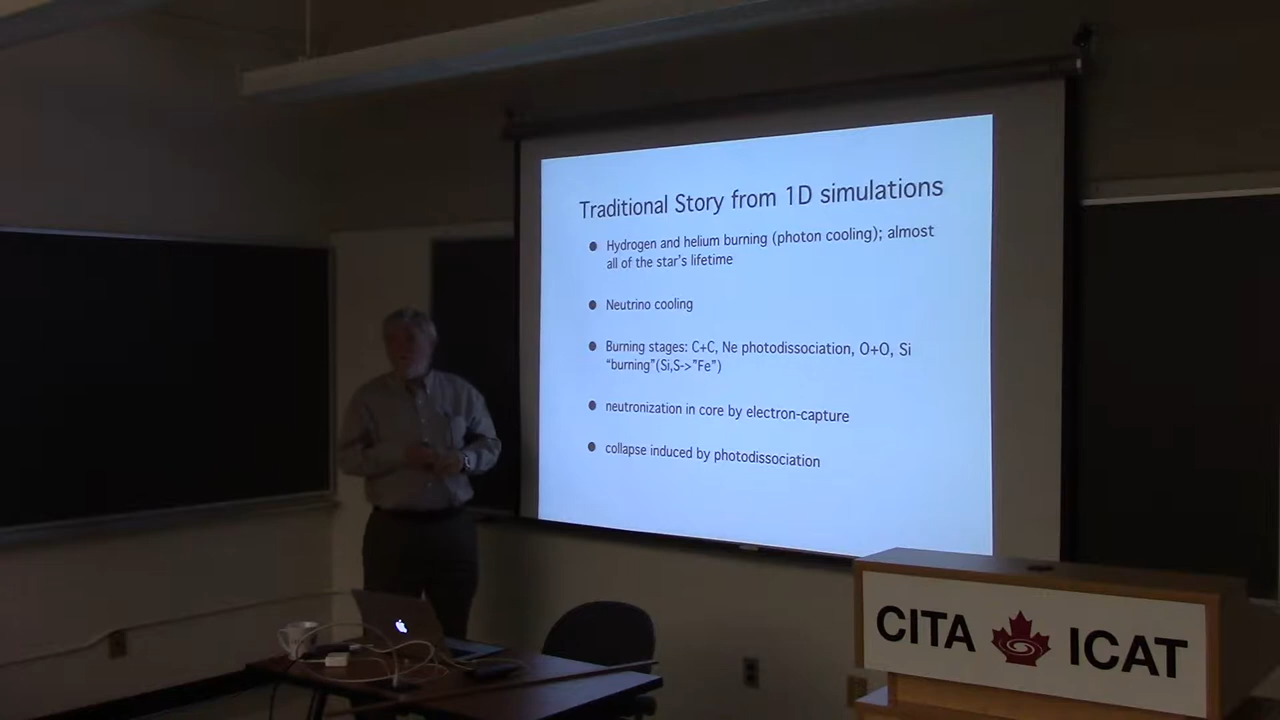 Traditional Story from 1D simulations
Hydrogen and helium burning (photon cooling); almost
all of the star's lifetime
Neutrino cooling
Burning stages: C+C, Ne photodissociation, O+O, Si
“burning”(Si,S->”Fe”)
neutronization in core by electron-capture
collapse induced by photodissociation
CITA ICAT